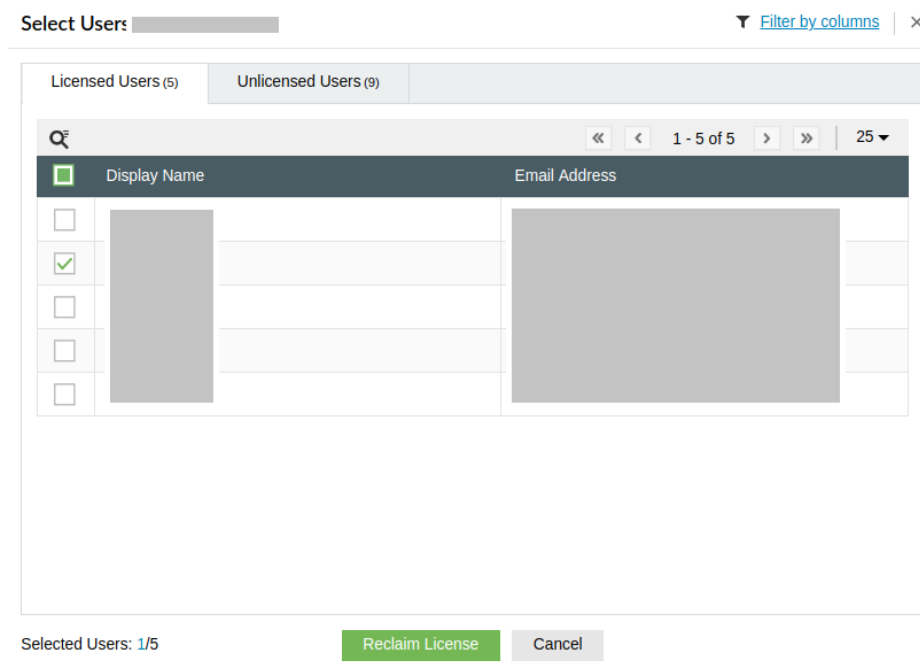 Select Users
Filter by columns
Licensed Users (5)
Unlicensed Users (9)
1 - 5 of 5
25
Display Name
Email Address
Selected Users: 1/5
Reclaim License
Cancel